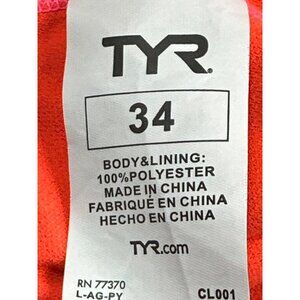 TYR
34
BODY&LINING:
100%POLYESTER
MADE IN CHINA
FABRIQUÉ EN CHINA
HECHO EN CHINA
TYR.com
RN 77370
L-AG-PY CL001